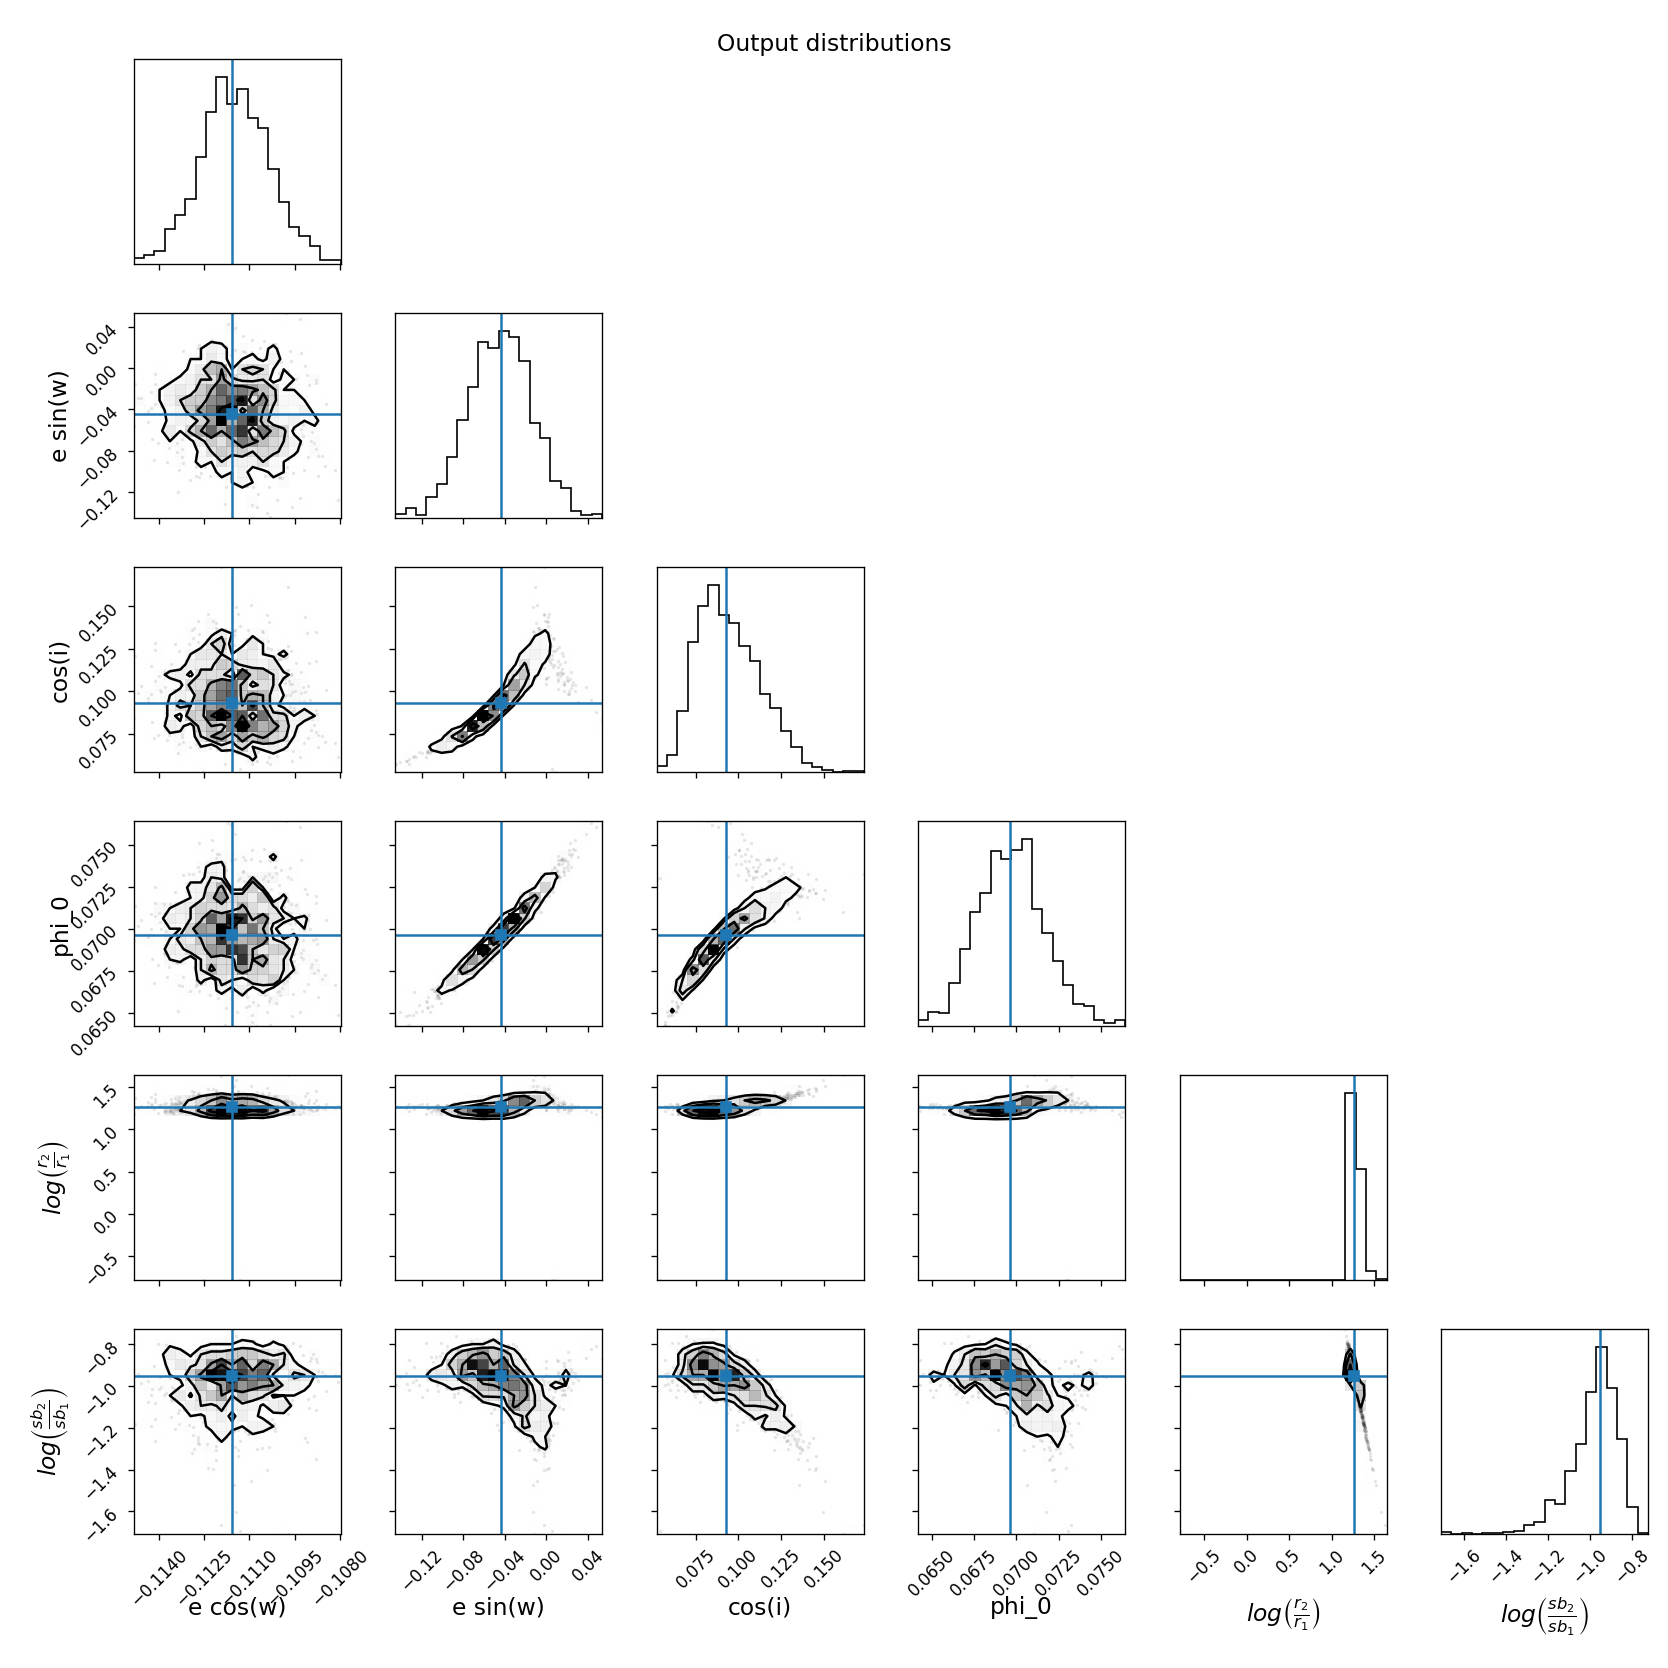 Output distributions
e sin(w)
0.04
0.00
−0.04
−0.08
−0.12
cos(i)
0.150
0.125
0.100
0.075
phi_0
0.0750
0.0725
0.0700
0.0675
0.0650
log(r₂/r₁)
1.5
1.0
0.5
0.0
−0.5
log(sb₂/sb₁)
−0.8
−1.0
−1.2
−1.4
−1.6
−0.1140 −0.1125 −0.1110 −0.1095 −0.1080
e cos(w)
−0.12 −0.08 −0.04 0.00 0.04
e sin(w)
0.075 0.100 0.125 0.150
cos(i)
0.0650 0.0675 0.0700 0.0725 0.0750
phi_0
−0.5 0.0 0.5 1.0 1.5
log(r₂/r₁)
−1.6 −1.4 −1.2 −1.0 −0.8
log(sb₂/sb₁)